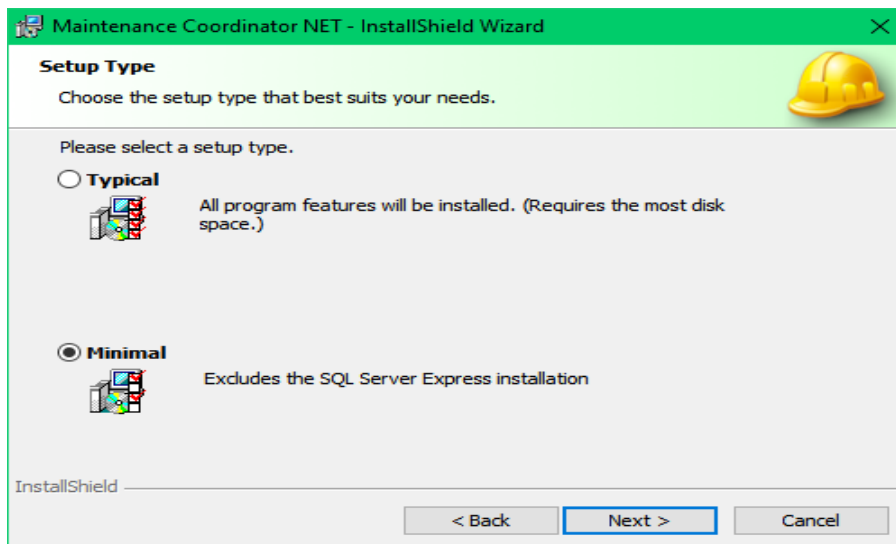 Maintenance Coordinator NET - InstallShield Wizard
Setup Type
Choose the setup type that best suits your needs.
Please select a setup type.
Typical
All program features will be installed. (Requires the most disk
space.)
Minimal
Excludes the SQL Server Express installation
InstallShield
< Back
Next >
Cancel